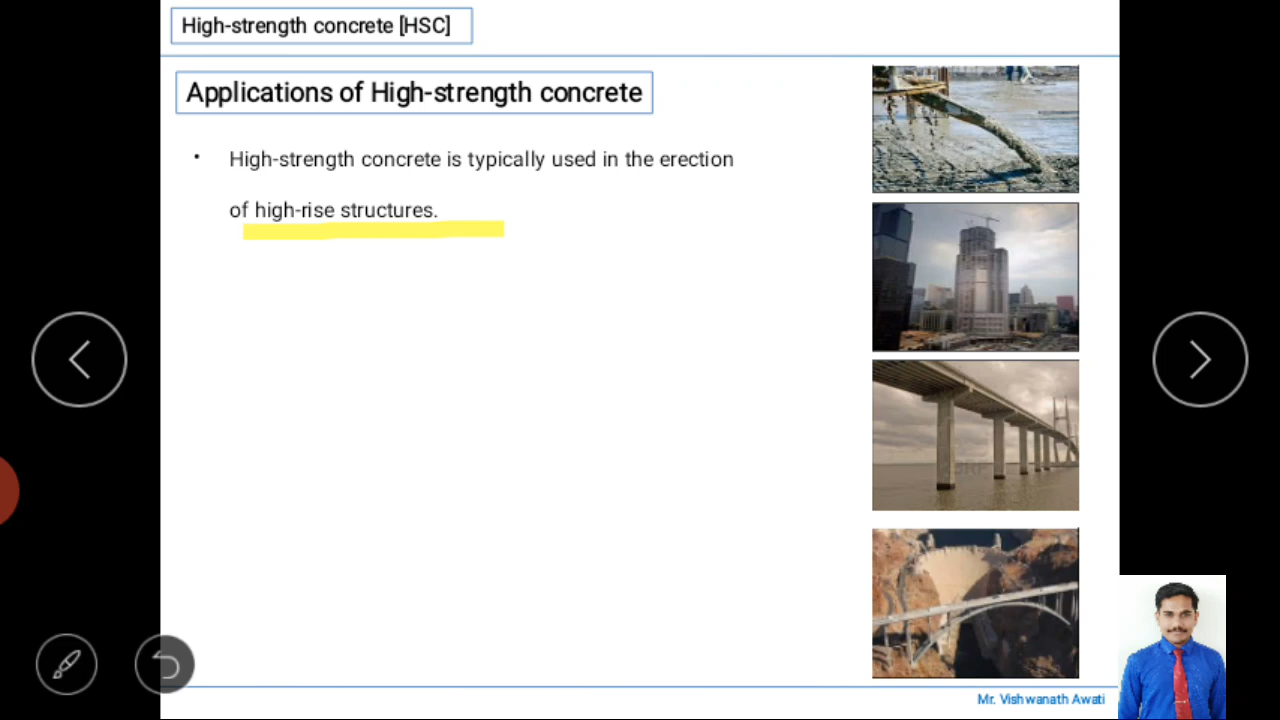 High-strength concrete [HSC]
Applications of High-strength concrete
• High-strength concrete is typically used in the erection
of high-rise structures.
Mr. Vishwanath Awati